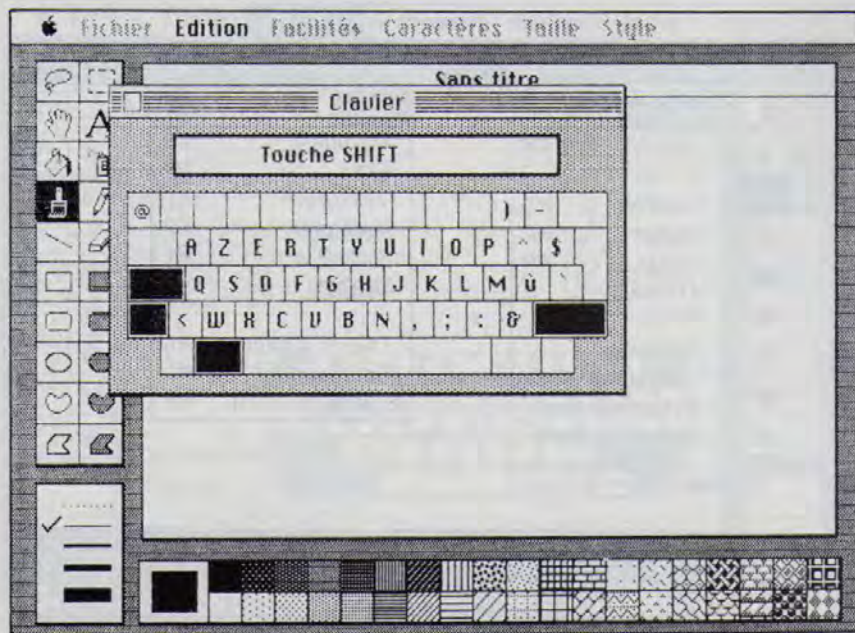 Fichier Edition Facilités Caractères Taille Style
Sans titre
Clavier
A
Touche SHIFT
@ ) -
A Z E R T Y U I O P ^ $
Q S D F G H J K L M ù `
< W X C V B N , ; : &